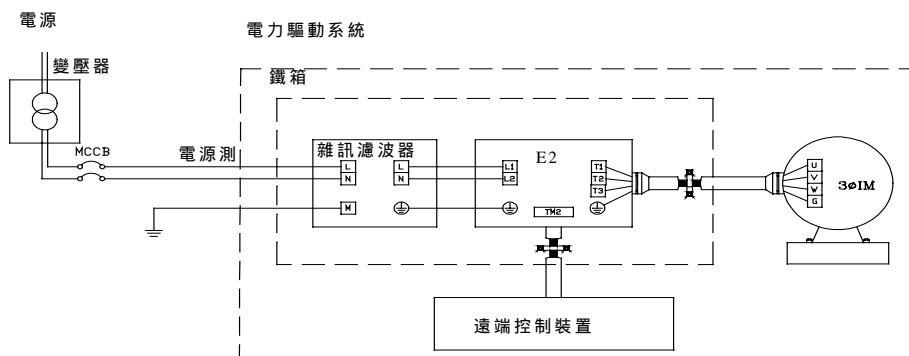 電源
電力驅動系統
變壓器
鐵箱
MCCB
電源測
雜訊濾波器
E2
L
L
L1
T1
U
N
N
L2
T2
V
T3
W
3øIM
M
TM2
G
遠端控制裝置